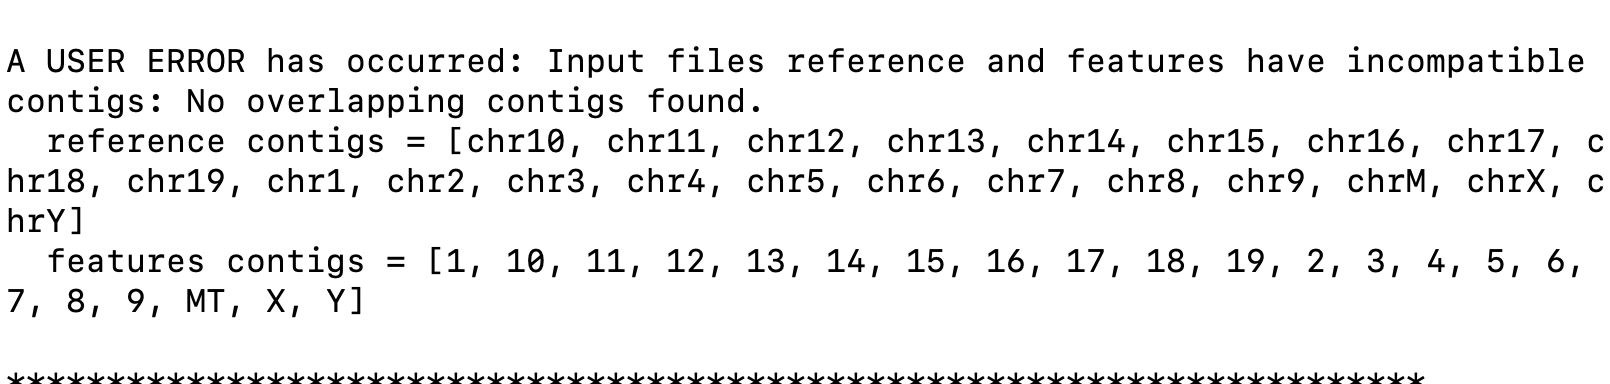 A USER ERROR has occurred: Input files reference and features have incompatible
contigs: No overlapping contigs found.
  reference contigs = [chr10, chr11, chr12, chr13, chr14, chr15, chr16, chr17, c
hr18, chr19, chr1, chr2, chr3, chr4, chr5, chr6, chr7, chr8, chr9, chrM, chrX, c
hrY]
  features contigs = [1, 10, 11, 12, 13, 14, 15, 16, 17, 18, 19, 2, 3, 4, 5, 6,
7, 8, 9, MT, X, Y]
***********************************************************************